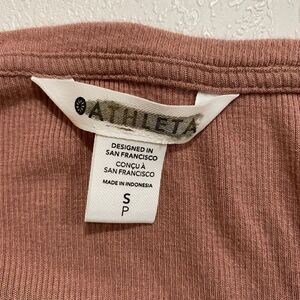 ATHLETA
DESIGNED IN
SAN FRANCISCO
CONÇU À
SAN FRANCISCO
MADE IN INDONESIA
S
P